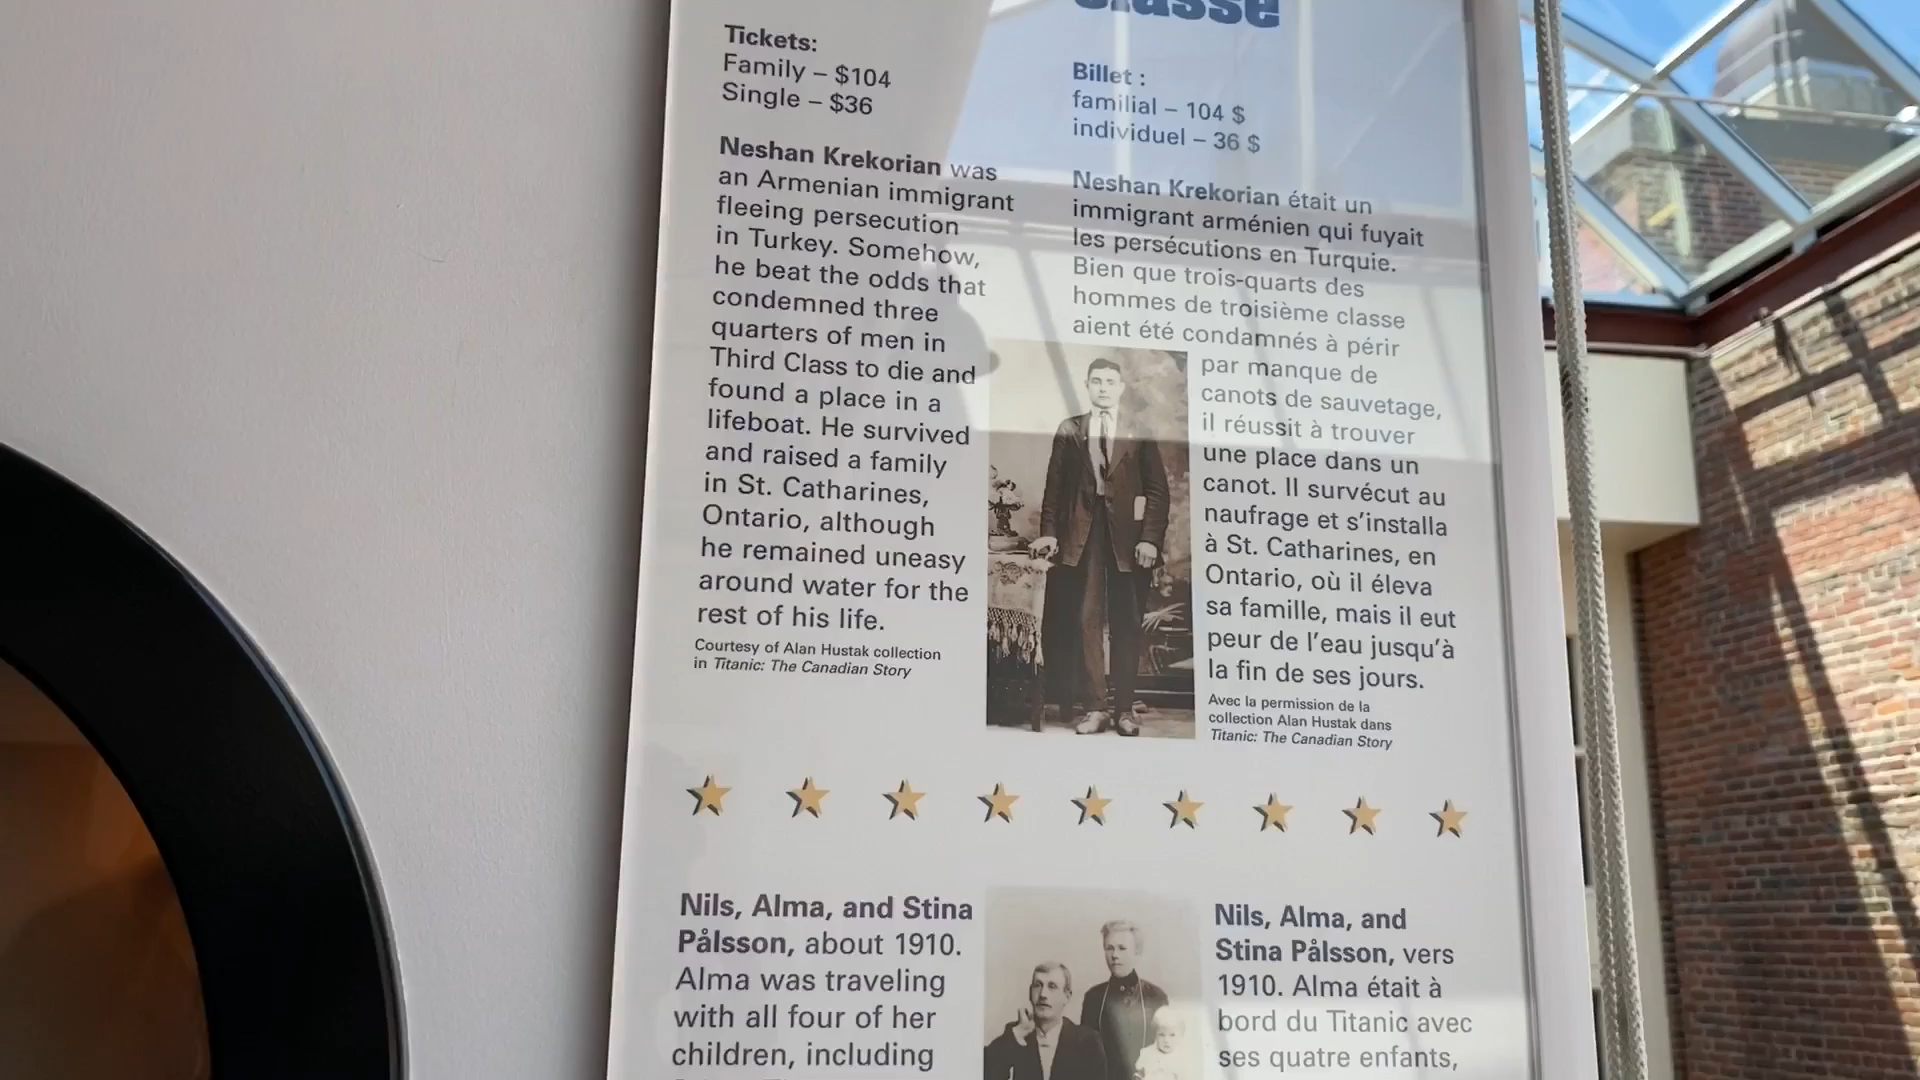 classe
Tickets:
Family – $104
Single – $36
Neshan Krekorian was
an Armenian immigrant
fleeing persecution
in Turkey. Somehow,
he beat the odds that
condemned three
quarters of men in
Third Class to die and
found a place in a
lifeboat. He survived
and raised a family
in St. Catharines,
Ontario, although
he remained uneasy
around water for the
rest of his life.
Courtesy of Alan Hustak collection
in Titanic: The Canadian Story
Billet :
familial – 104 $
individuel – 36 $
Neshan Krekorian était un
immigrant arménien qui fuyait
les persécutions en Turquie.
Bien que trois-quarts des
hommes de troisième classe
aient été condamnés à périr
par manque de
canots de sauvetage,
il réussit à trouver
une place dans un
canot. Il survécut au
naufrage et s'installa
à St. Catharines, en
Ontario, où il éleva
sa famille, mais il eut
peur de l'eau jusqu'à
la fin de ses jours.
Avec la permission de la
collection Alan Hustak dans
Titanic: The Canadian Story
Nils, Alma, and Stina
Pålsson, about 1910.
Alma was traveling
with all four of her
children, including
Nils, Alma, and
Stina Pålsson, vers
1910. Alma était à
bord du Titanic avec
ses quatre enfants,